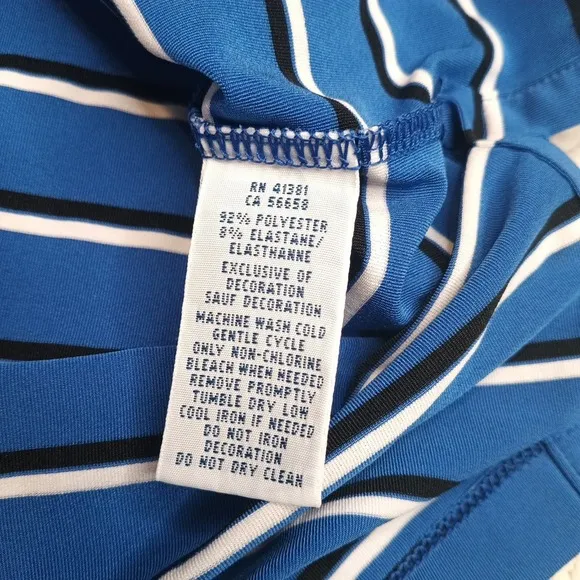 RN 41381
CA 56658
92% POLYESTER
8% ELASTANE/
ELASTHANNE
EXCLUSIVE OF
DECORATION
SAUF DECORATION
MACHINE WASH COLD
GENTLE CYCLE
ONLY NON-CHLORINE
BLEACH WHEN NEEDED
REMOVE PROMPTLY
TUMBLE DRY LOW
COOL IRON IF NEEDED
DO NOT IRON
DECORATION
DO NOT DRY CLEAN